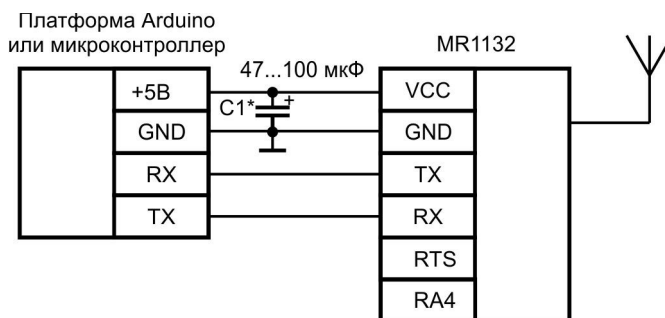 Платформа Arduino
или микроконтроллер
MR1132
47...100 мкФ
+5В
C1*
+
VCC
GND
GND
RX
TX
TX
RX
RTS
RA4